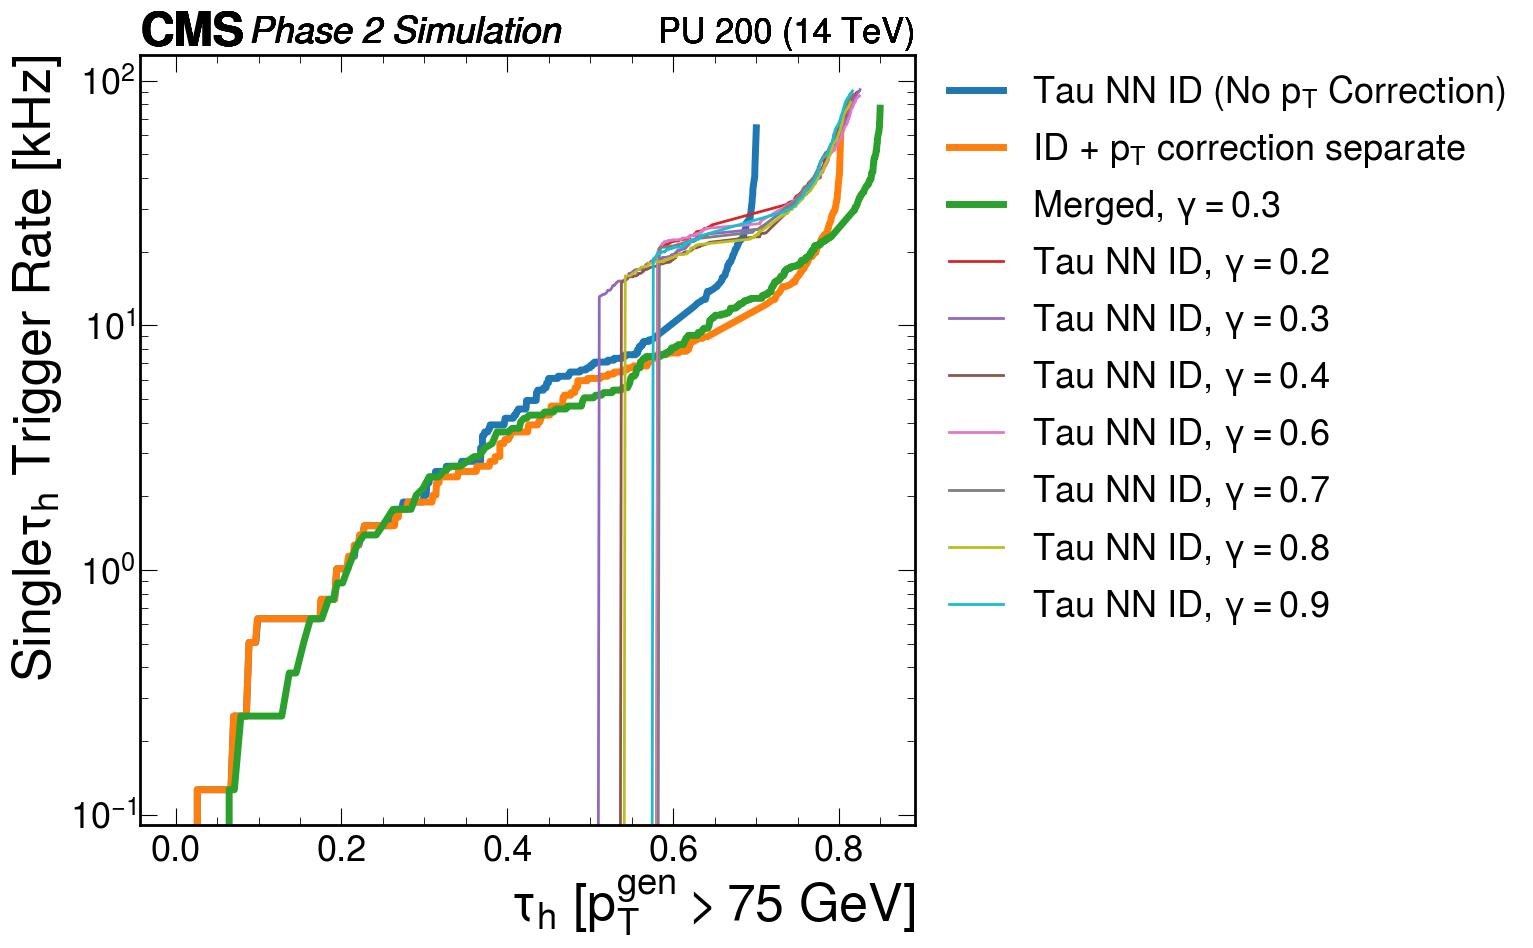 CMS Phase 2 Simulation PU 200 (14 TeV)
Single τh Trigger Rate [kHz]
10²
10¹
10⁰
10⁻¹
0.0 0.2 0.4 0.6 0.8
τh [pT^gen > 75 GeV]
Tau NN ID (No pT Correction)
ID + pT correction separate
Merged, γ = 0.3
Tau NN ID, γ = 0.2
Tau NN ID, γ = 0.3
Tau NN ID, γ = 0.4
Tau NN ID, γ = 0.6
Tau NN ID, γ = 0.7
Tau NN ID, γ = 0.8
Tau NN ID, γ = 0.9